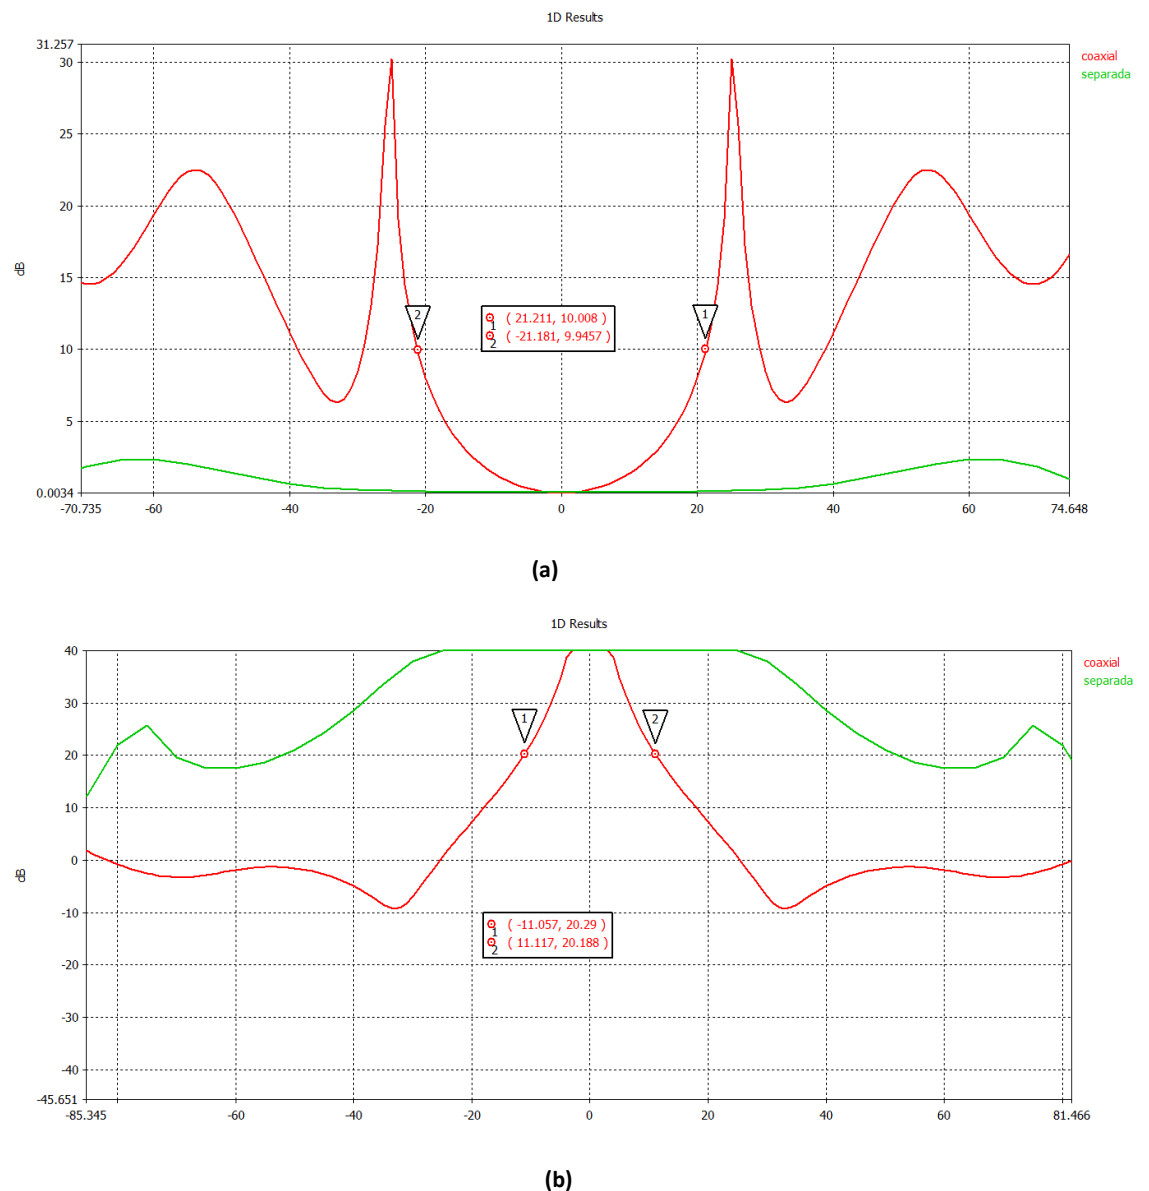 1D Results
31.257
30
25
20
15
10
5
0.0034
dB
-70.735
-60
-40
-20
0
20
40
60
74.648
coaxial
separada
2
1
1 ( 21.211, 10.008 )
2 ( -21.181, 9.9457 )
(a)
1D Results
40
30
20
10
0
-10
-20
-30
-40
-45.651
dB
-85.345
-60
-40
-20
0
20
40
60
81.466
coaxial
separada
1
2
1 ( -11.057, 20.29 )
2 ( 11.117, 20.188 )
(b)